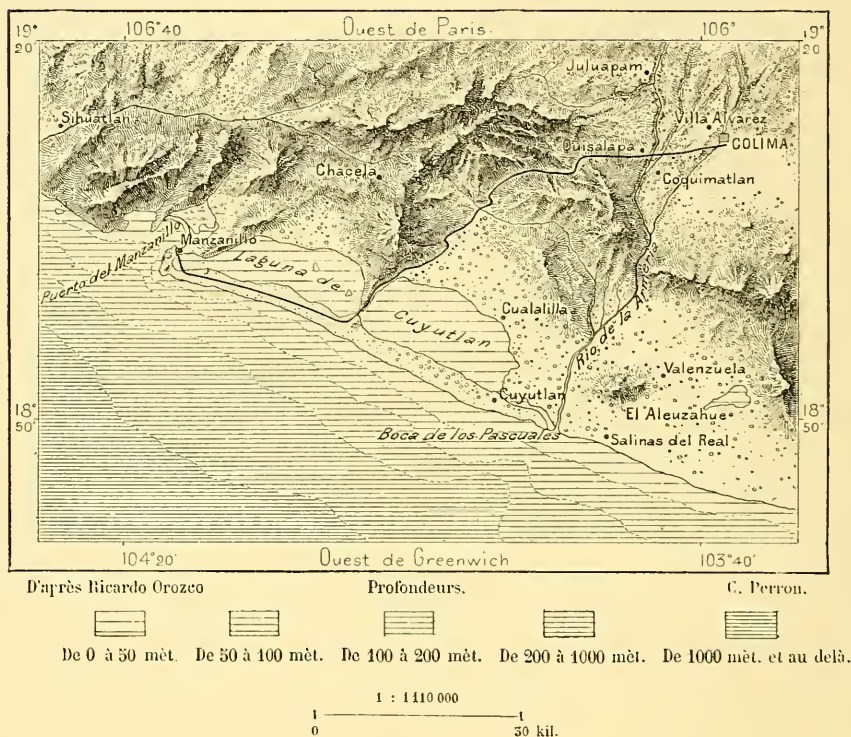 19° 106°40' Ouest de Paris. 106° 19°
20' 20'
Juluapam
Sihuatlan
Villa Alvarez
Quisalapa
COLIMA
Chacela
Coquimatlan
Manzanillo
Puerto del Manzanillo
Laguna de
Cuyutlan
Cualalilla
Rio de la Armeria
Valenzuela
Cuyutlan
El Aleuzahue
18° 18°
50' 50'
Boca de los Pascuales
Salinas del Real
104°20' Ouest de Greenwich 103°40'
D'après Ricardo Orozco Profondeurs. C. Perron.
De 0 à 50 mèt. De 50 à 100 mèt. De 100 à 200 mèt. De 200 à 1000 mèt. De 1000 mèt. et au delà.
1 : 1 110 000
0 30 kil.